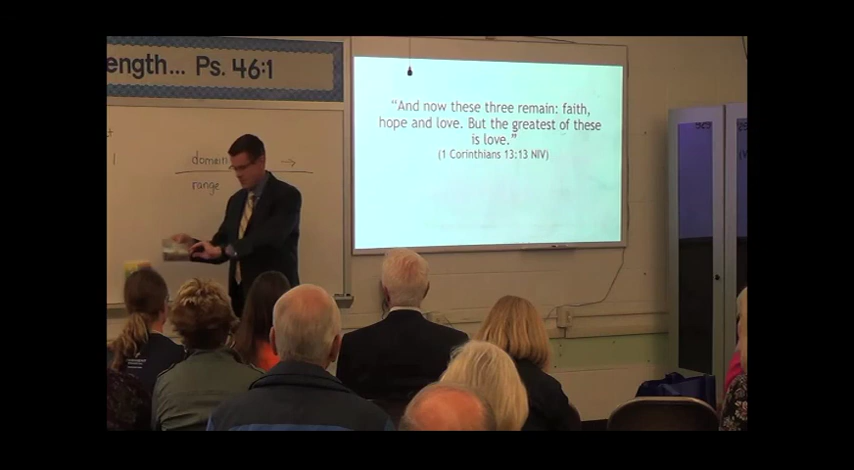 ength... Ps. 46:1
"And now these three remain: faith,
hope and love. But the greatest of these
is love."
(1 Corinthians 13:13 NIV)
domain
range